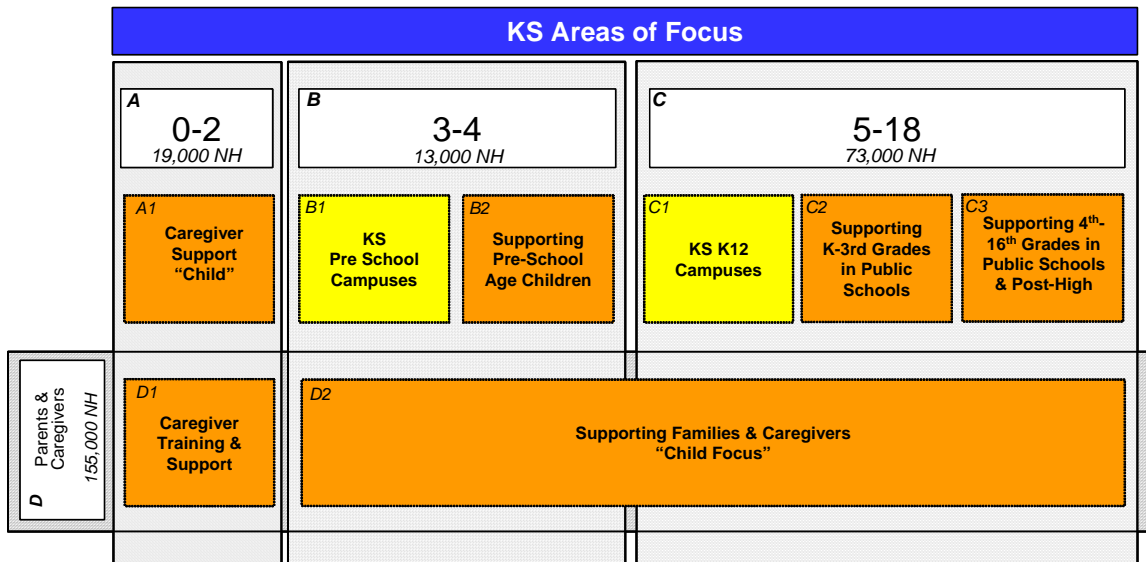 KS Areas of Focus
A
0-2
19,000 NH
B
3-4
13,000 NH
C
5-18
73,000 NH
A1
Caregiver
Support
“Child”
B1
KS
Pre School
Campuses
B2
Supporting
Pre-School
Age Children
C1
KS K12
Campuses
C2
Supporting
K-3rd Grades
in Public
Schools
C3
Supporting 4th-
16th Grades in
Public Schools
& Post-High
D
Parents &
Caregivers
155,000 NH
D1
Caregiver
Training &
Support
D2
Supporting Families & Caregivers
“Child Focus”